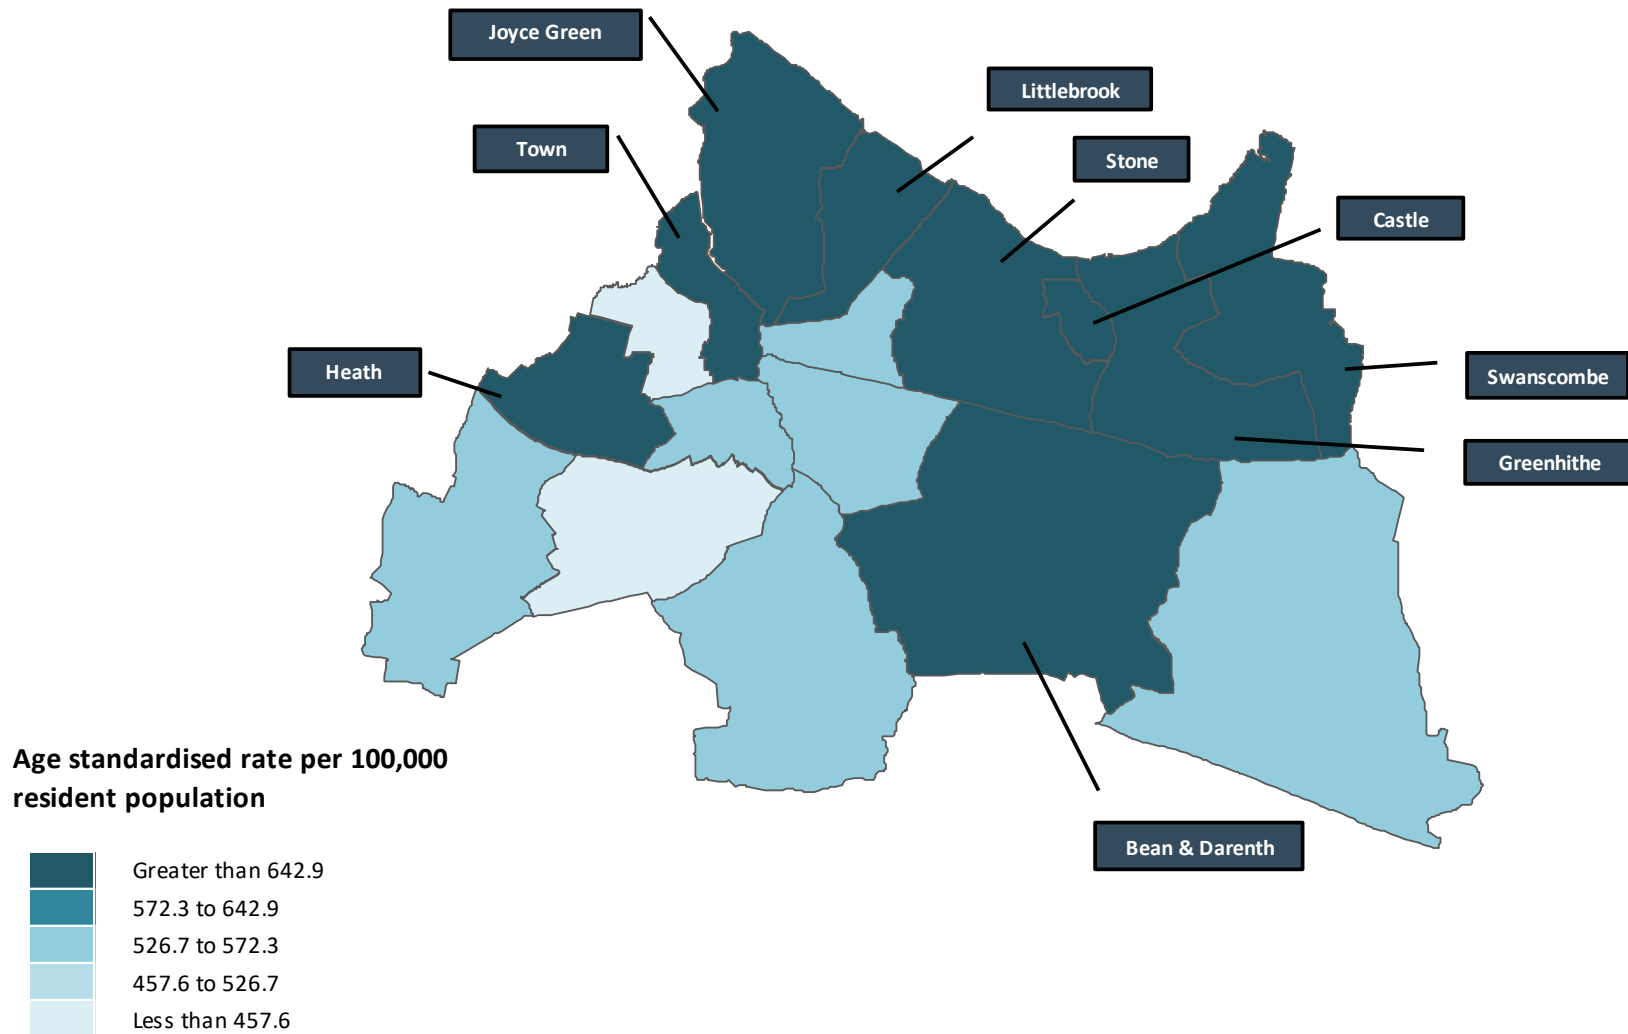 Joyce Green
Littlebrook
Town
Stone
Castle
Heath
Swanscombe
Greenhithe
Age standardised rate per 100,000
resident population
Bean & Darenth
Greater than 642.9
572.3 to 642.9
526.7 to 572.3
457.6 to 526.7
Less than 457.6